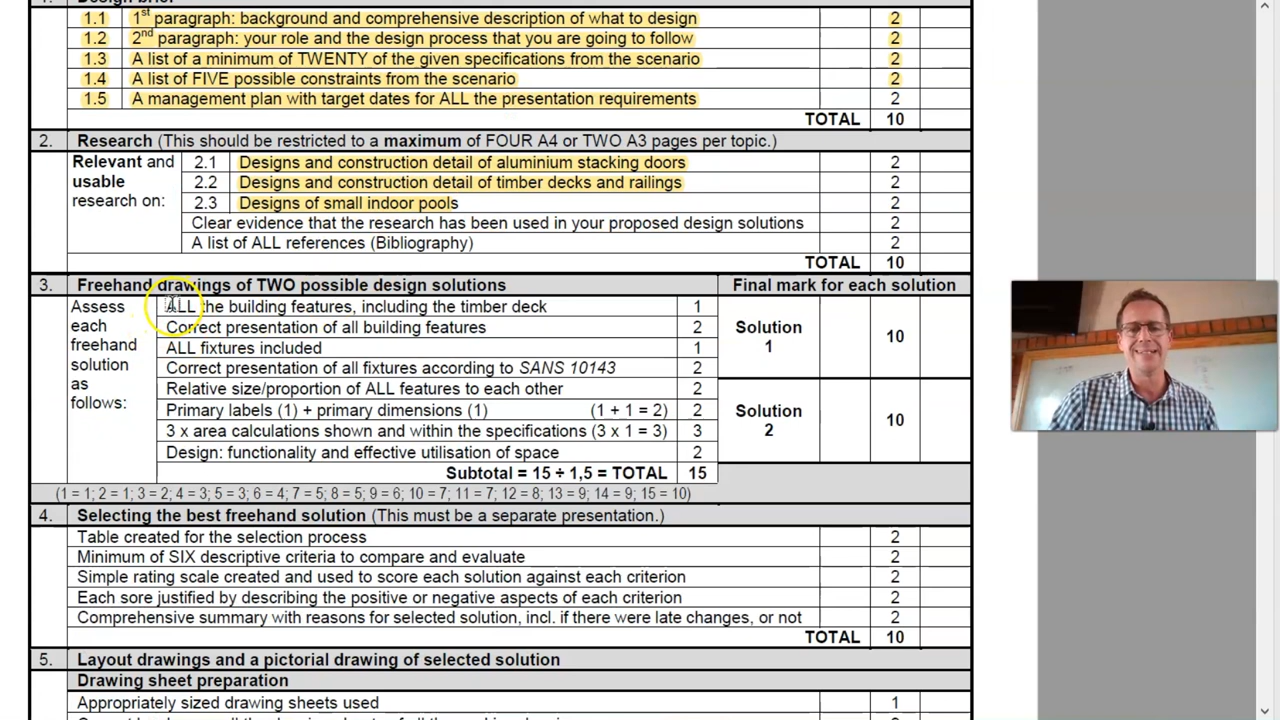 1.1 1st paragraph: background and comprehensive description of what to design 2
1.2 2nd paragraph: your role and the design process that you are going to follow 2
1.3 A list of a minimum of TWENTY of the given specifications from the scenario 2
1.4 A list of FIVE possible constraints from the scenario 2
1.5 A management plan with target dates for ALL the presentation requirements 2
TOTAL 10
2. Research (This should be restricted to a maximum of FOUR A4 or TWO A3 pages per topic.)
Relevant and usable research on:
2.1 Designs and construction detail of aluminium stacking doors 2
2.2 Designs and construction detail of timber decks and railings 2
2.3 Designs of small indoor pools 2
Clear evidence that the research has been used in your proposed design solutions 2
A list of ALL references (Bibliography) 2
TOTAL 10
3. Freehand drawings of TWO possible design solutions Final mark for each solution
Assess each freehand solution as follows:
ALL the building features, including the timber deck 1
Correct presentation of all building features 2
ALL fixtures included 1
Correct presentation of all fixtures according to SANS 10143 2
Relative size/proportion of ALL features to each other 2
Primary labels (1) + primary dimensions (1) (1 + 1 = 2) 2
3 x area calculations shown and within the specifications (3 x 1 = 3) 3
Design: functionality and effective utilisation of space 2
Subtotal = 15 ÷ 1,5 = TOTAL 15
Solution 1 10
Solution 2 10
(1 = 1; 2 = 1; 3 = 2; 4 = 3; 5 = 3; 6 = 4; 7 = 5; 8 = 5; 9 = 6; 10 = 7; 11 = 7; 12 = 8; 13 = 9; 14 = 9; 15 = 10)
4. Selecting the best freehand solution (This must be a separate presentation.)
Table created for the selection process 2
Minimum of SIX descriptive criteria to compare and evaluate 2
Simple rating scale created and used to score each solution against each criterion 2
Each sore justified by describing the positive or negative aspects of each criterion 2
Comprehensive summary with reasons for selected solution, incl. if there were late changes, or not 2
TOTAL 10
5. Layout drawings and a pictorial drawing of selected solution
Drawing sheet preparation
Appropriately sized drawing sheets used 1